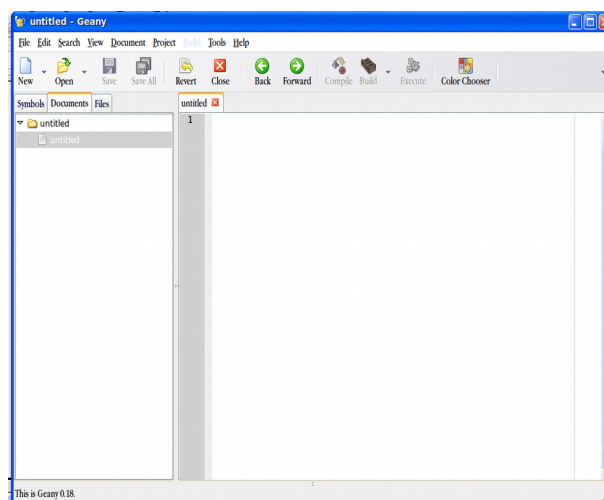 untitled - Geany
File Edit Search View Document Project Build Tools Help
New Open Save Save All Revert Close Back Forward Compile Build Execute Color Chooser
Symbols Documents Files untitled
untitled 1
untitled
This is Geany 0.18.